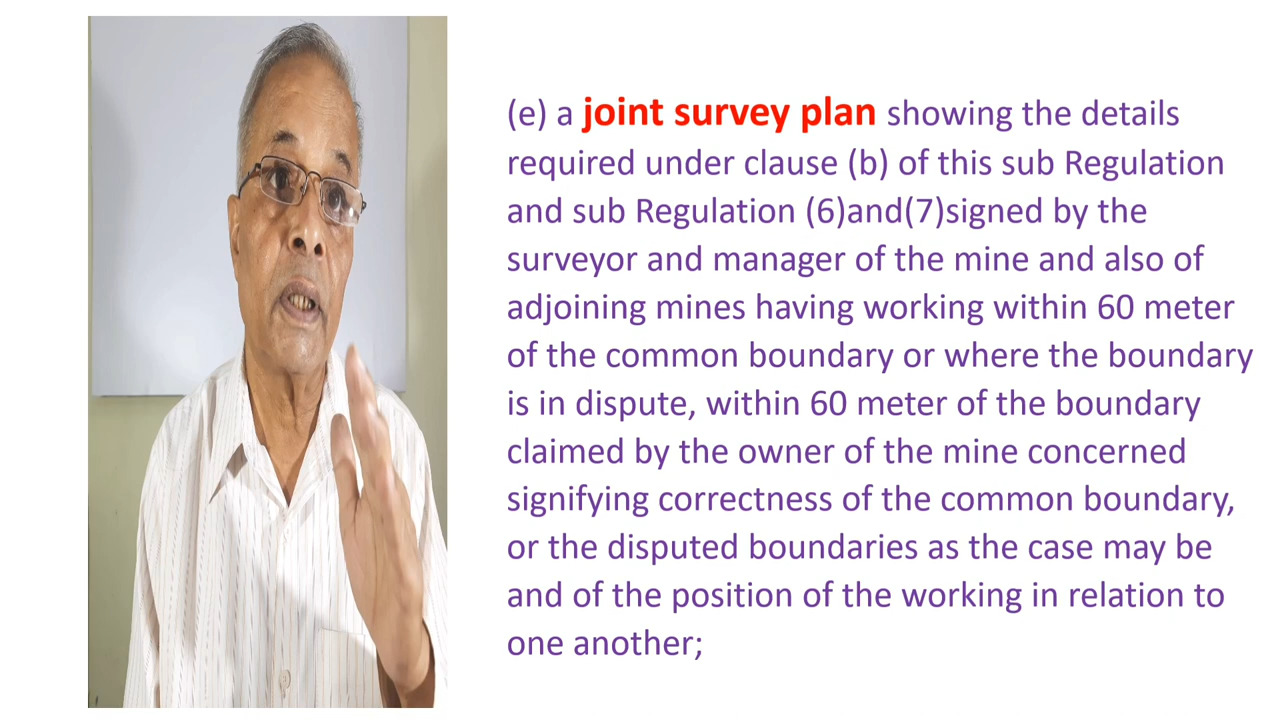 (e) a joint survey plan showing the details
required under clause (b) of this sub Regulation
and sub Regulation (6)and(7)signed by the
surveyor and manager of the mine and also of
adjoining mines having working within 60 meter
of the common boundary or where the boundary
is in dispute, within 60 meter of the boundary
claimed by the owner of the mine concerned
signifying correctness of the common boundary,
or the disputed boundaries as the case may be
and of the position of the working in relation to
one another;